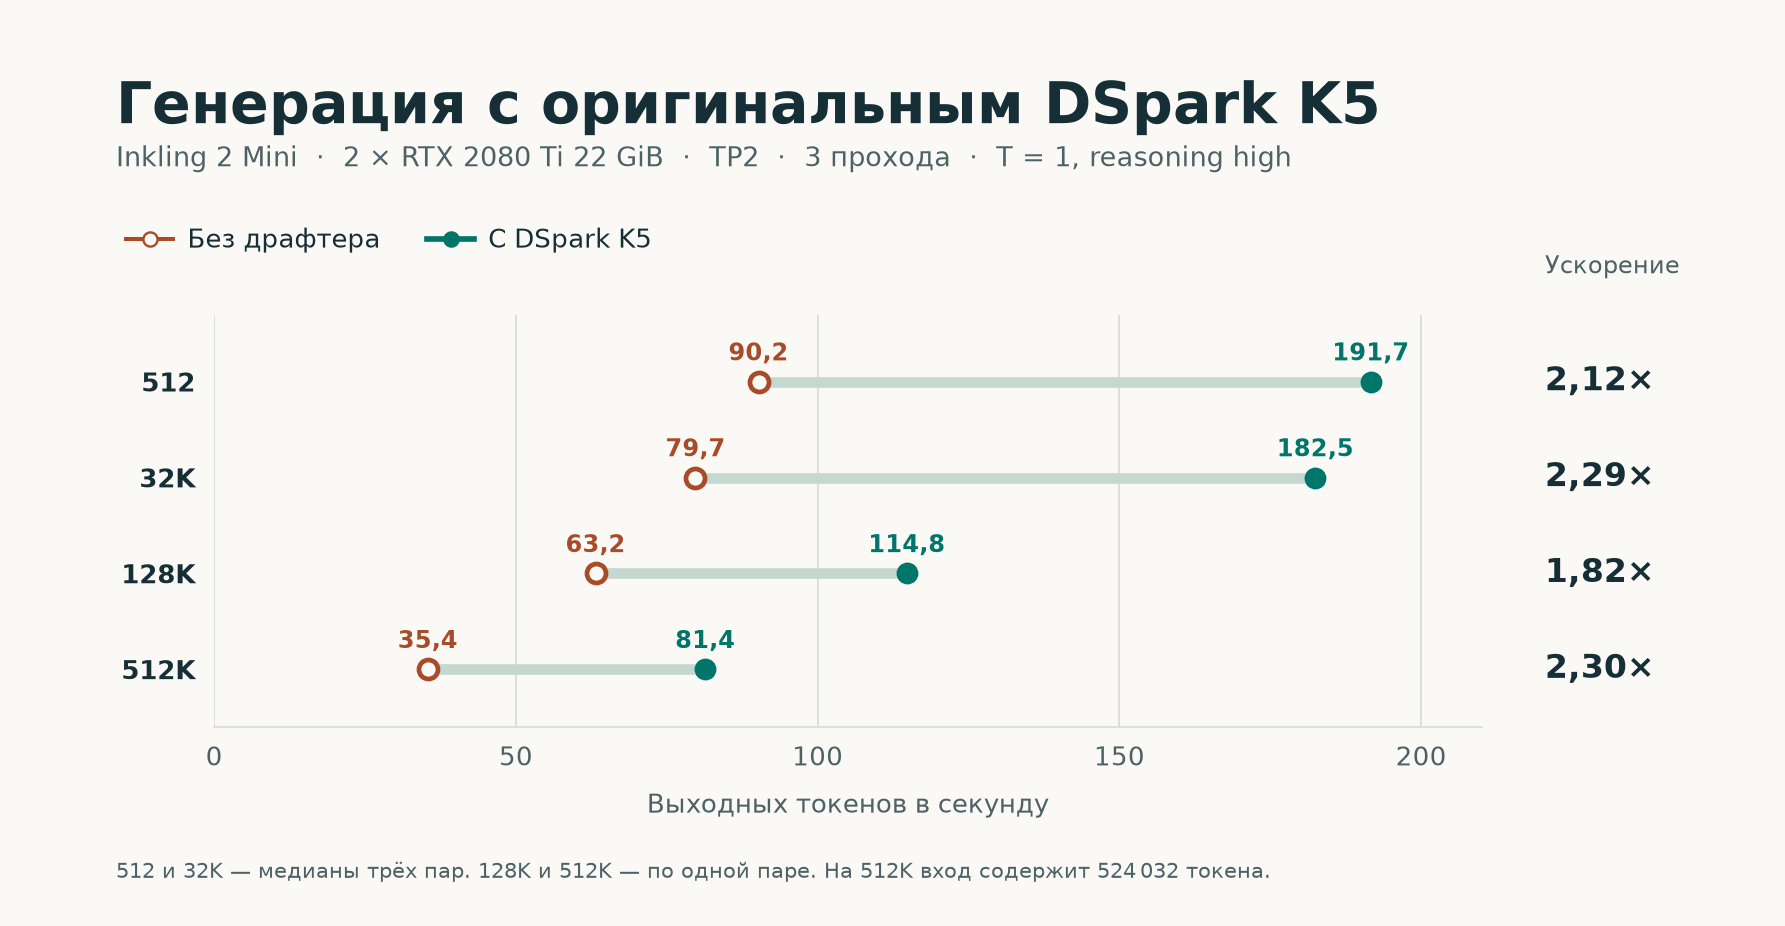 Генерация с оригинальным DSpark K5
Inkling 2 Mini · 2 × RTX 2080 Ti 22 GiB · TP2 · 3 прохода · T = 1, reasoning high
Без драфтера С DSpark K5
Ускорение
90,2 191,7
512 2,12×
79,7 182,5
32K 2,29×
63,2 114,8
128K 1,82×
35,4 81,4
512K 2,30×
0 50 100 150 200
Выходных токенов в секунду
512 и 32K — медианы трёх пар. 128K и 512K — по одной паре. На 512K вход содержит 524 032 токена.